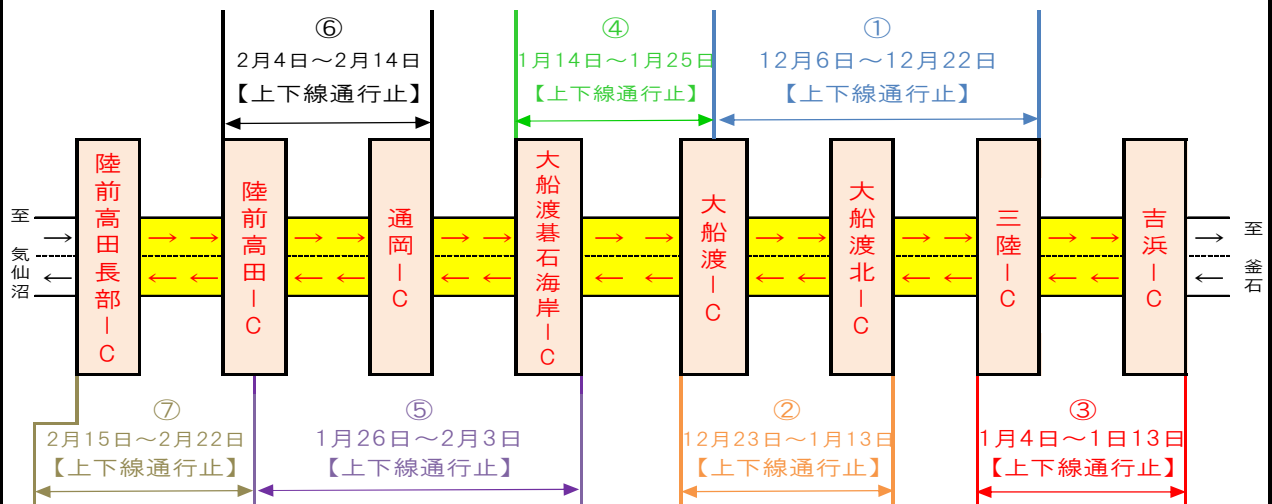 ⑥
2月4日～2月14日
【上下線通行止】
④
1月14日～1月25日
【上下線通行止】
①
12月6日～12月22日
【上下線通行止】
至 気仙沼
陸前高田長部IC
陸前高田IC
通岡IC
大船渡碁石海岸IC
大船渡IC
大船渡北IC
三陸IC
吉浜IC
至 釜石
⑦
2月15日～2月22日
【上下線通行止】
⑤
1月26日～2月3日
【上下線通行止】
②
12月23日～1月13日
【上下線通行止】
③
1月4日～1日13日
【上下線通行止】